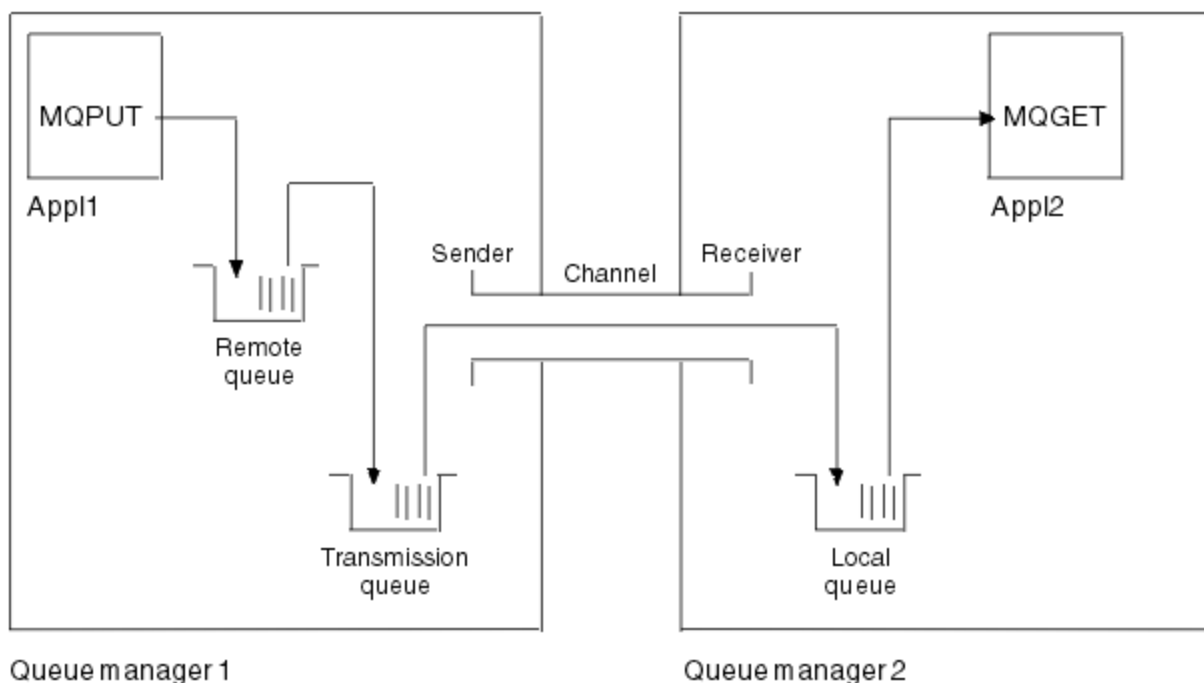 MQPUT
Appl1
MQGET
Appl2
Sender
Channel
Receiver
Remote
queue
Transmission
queue
Local
queue
Queue manager 1
Queue manager 2